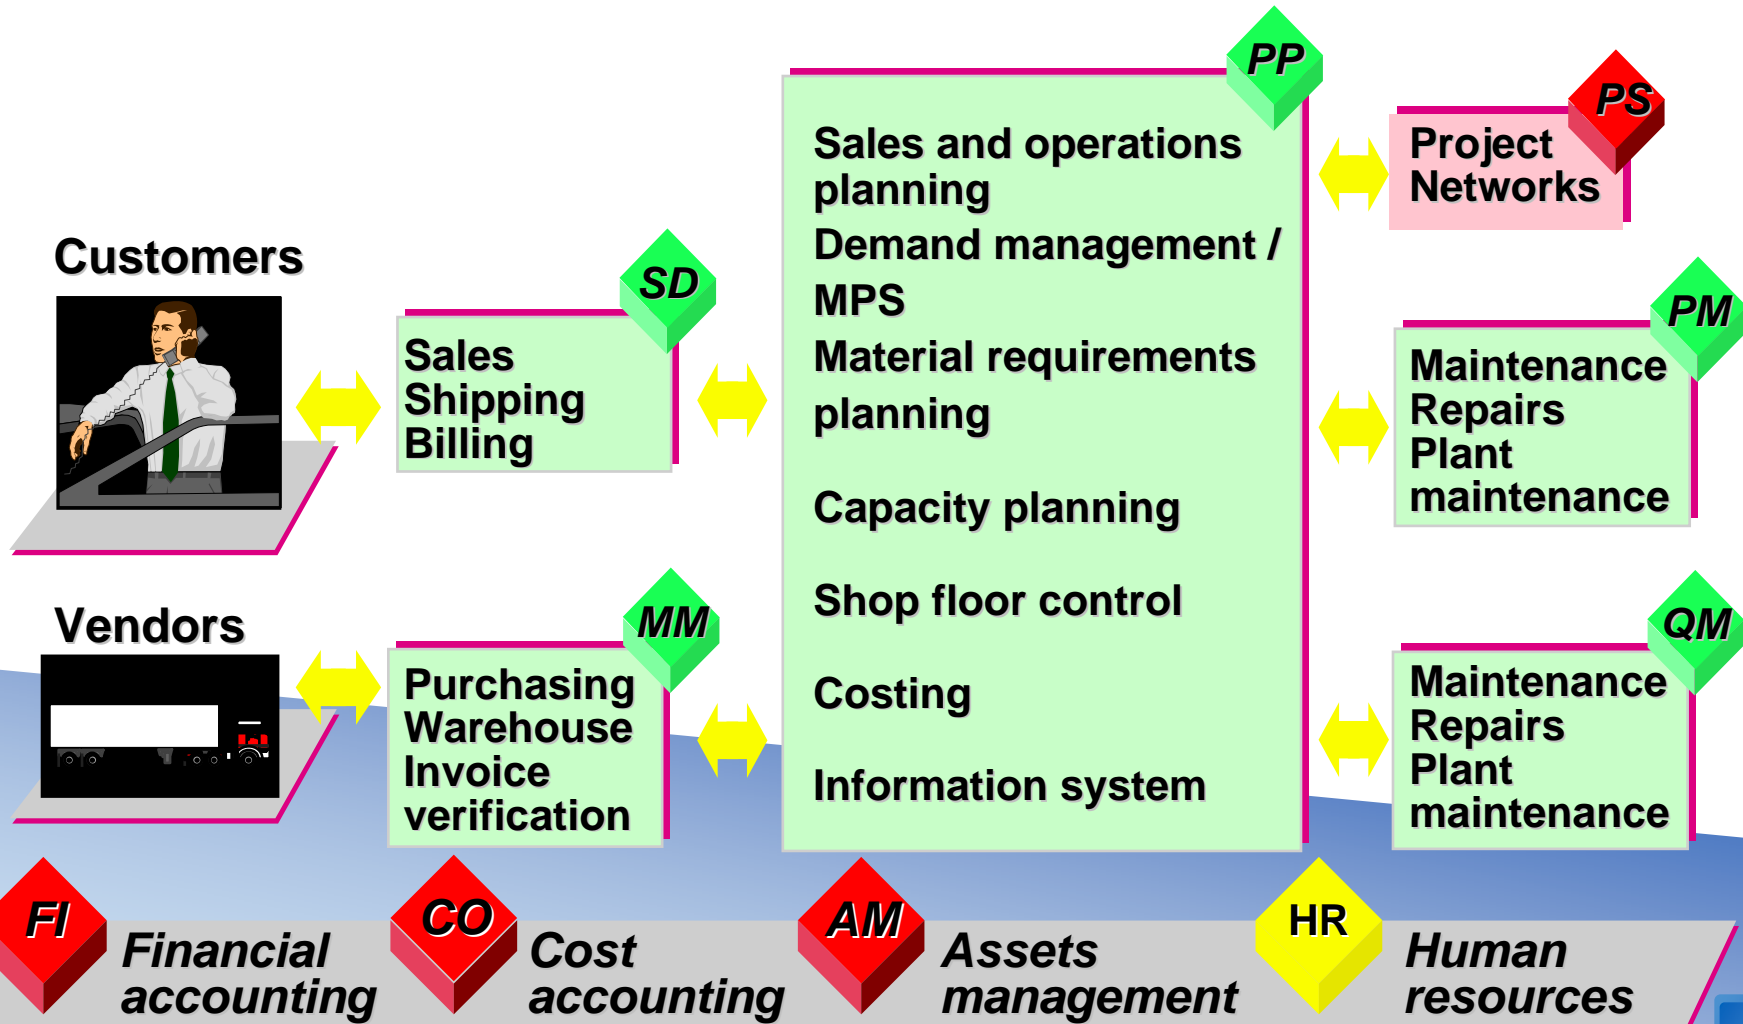 Customers
SD
Sales
Shipping
Billing
Vendors
MM
Purchasing
Warehouse
Invoice
verification
PP
Sales and operations
planning
Demand management /
MPS
Material requirements
planning
Capacity planning
Shop floor control
Costing
Information system
PS
Project
Networks
PM
Maintenance
Repairs
Plant
maintenance
QM
Maintenance
Repairs
Plant
maintenance
FI
Financial
accounting
CO
Cost
accounting
AM
Assets
management
HR
Human
resources